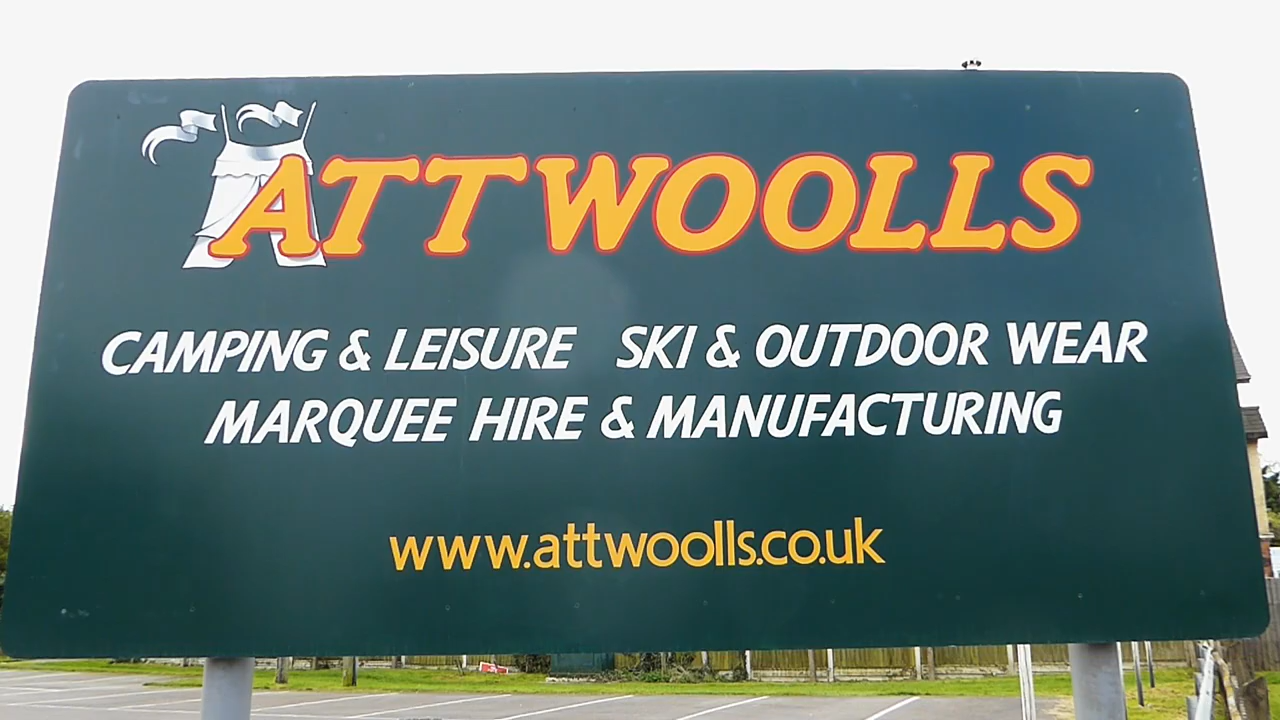 ATTWOOLLS
CAMPING & LEISURE SKI & OUTDOOR WEAR
MARQUEE HIRE & MANUFACTURING
www.attwoolls.co.uk